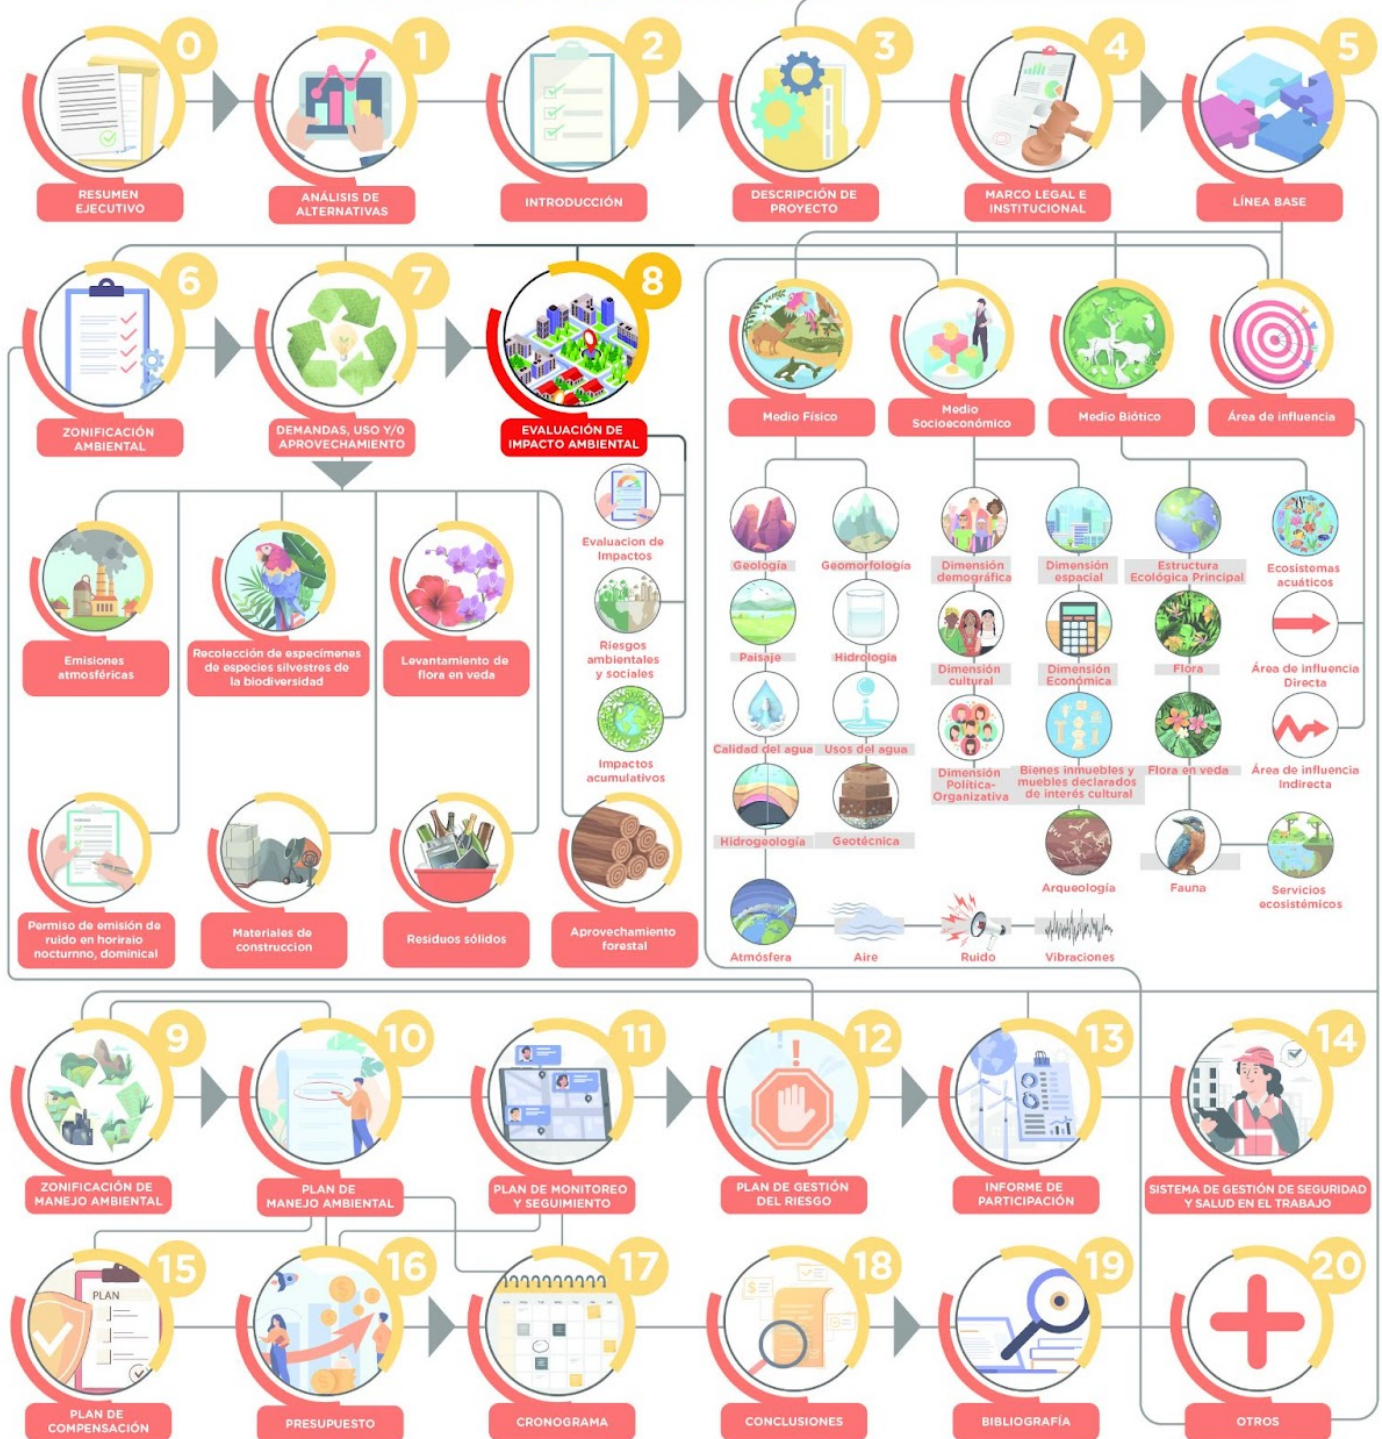 0
1
2
3
4
5
RESUMEN
EJECUTIVO
ANÁLISIS DE
ALTERNATIVAS
INTRODUCCIÓN
DESCRIPCIÓN DE
PROYECTO
MARCO LEGAL E
INSTITUCIONAL
LÍNEA BASE
6
7
8
ZONIFICACIÓN
AMBIENTAL
DEMANDAS, USO Y/O
APROVECHAMIENTO
EVALUACIÓN DE
IMPACTO AMBIENTAL
Medio Físico
Medio
Socioeconómico
Medio Biótico
Área de influencia
Evaluacion de
Impactos
Riesgos
ambientales
y sociales
Impactos
acumulativos
Emisiones
atmosféricas
Recolección de especímenes
de especies silvestres de
la biodiversidad
Levantamiento de
flora en veda
Permiso de emisión de
ruido en horiraio
nocturnno, dominical
Materiales de
construccion
Residuos sólidos
Aprovechamiento
forestal
Geología
Geomorfología
Dimensión
demográfica
Dimensión
espacial
Estructura
Ecológica Principal
Ecosistemas
acuáticos
Paisaje
Hidrología
Dimensión
cultural
Dimensión
Económica
Flora
Área de influencia
Directa
Calidad del agua
Usos del agua
Dimensión
Política-
Organizativa
Bienes inmuebles y
muebles declarados
de interés cultural
Flora en veda
Área de influencia
Indirecta
Hidrogeología
Geotécnica
Arqueología
Fauna
Servicios
ecosistémicos
Atmósfera
Aire
Ruido
Vibraciones
9
10
11
12
13
14
ZONIFICACIÓN DE
MANEJO AMBIENTAL
PLAN DE
MANEJO AMBIENTAL
PLAN DE MONITOREO
Y SEGUIMIENTO
PLAN DE GESTIÓN
DEL RIESGO
INFORME DE
PARTICIPACIÓN
SISTEMA DE GESTIÓN DE SEGURIDAD
Y SALUD EN EL TRABAJO
15
16
17
18
19
20
PLAN
PLAN DE
COMPENSACIÓN
PRESUPUESTO
CRONOGRAMA
CONCLUSIONES
BIBLIOGRAFÍA
OTROS